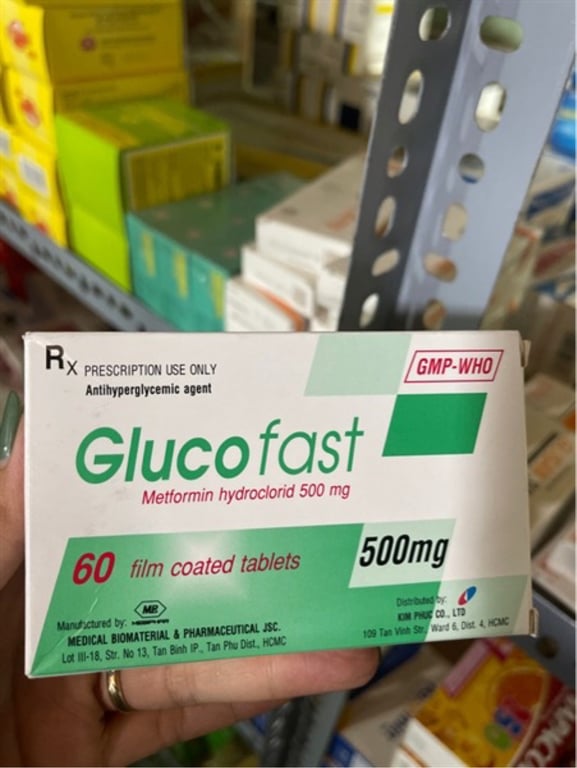 Rx PRESCRIPTION USE ONLY
Antihyperglycemic agent
GMP-WHO
Glucofast
Metformin hydroclorid 500 mg
60 film coated tablets
500mg
Manufactured by:
MEDICAL BIOMATERIAL & PHARMACEUTICAL JSC.
Lot III-18, Str. No 13, Tan Binh IP., Tan Phu Dist., HCMC
Distributed by:
KIM PHUC CO., LTD
109 Tan Vinh Str., Ward 6, Dist. 4, HCMC